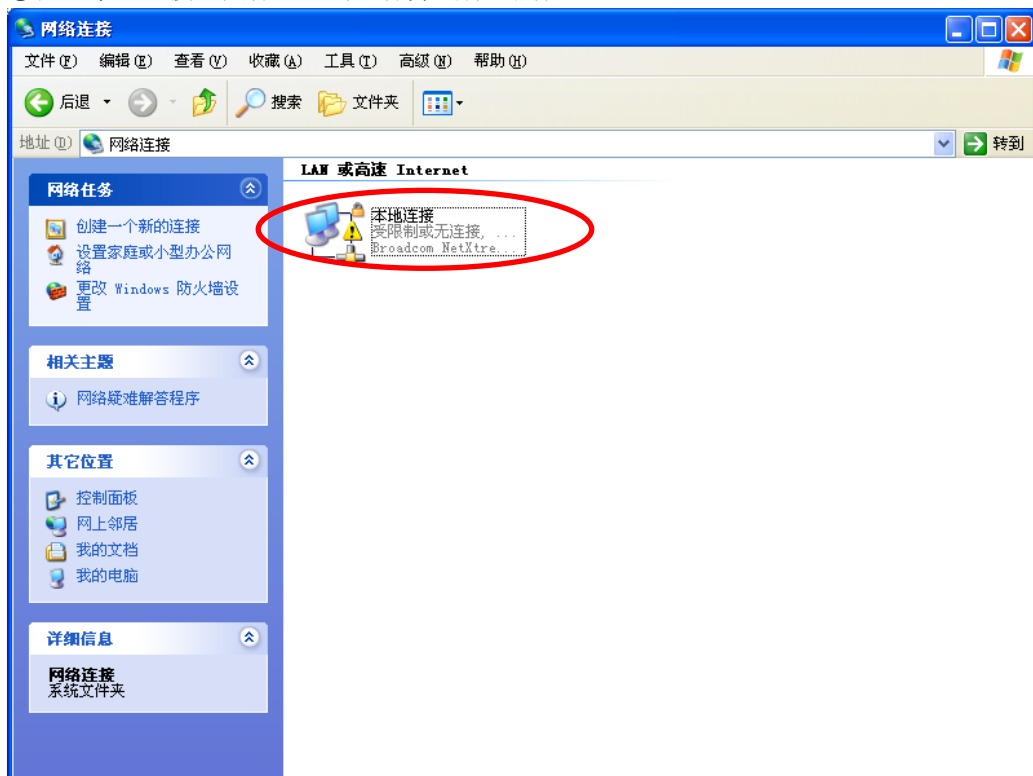 网络连接
文件(F) 编辑(E) 查看(V) 收藏(A) 工具(T) 高级(N) 帮助(H)
后退 搜索 文件夹
地址(D) 网络连接 转到
网络任务
创建一个新的连接
设置家庭或小型办公网
络
更改 Windows 防火墙设
置
相关主题
网络疑难解答程序
其它位置
控制面板
网上邻居
我的文档
我的电脑
详细信息
网络连接
系统文件夹
LAN 或高速 Internet
本地连接
受限制或无连接, ...
Broadcom NetXtre...